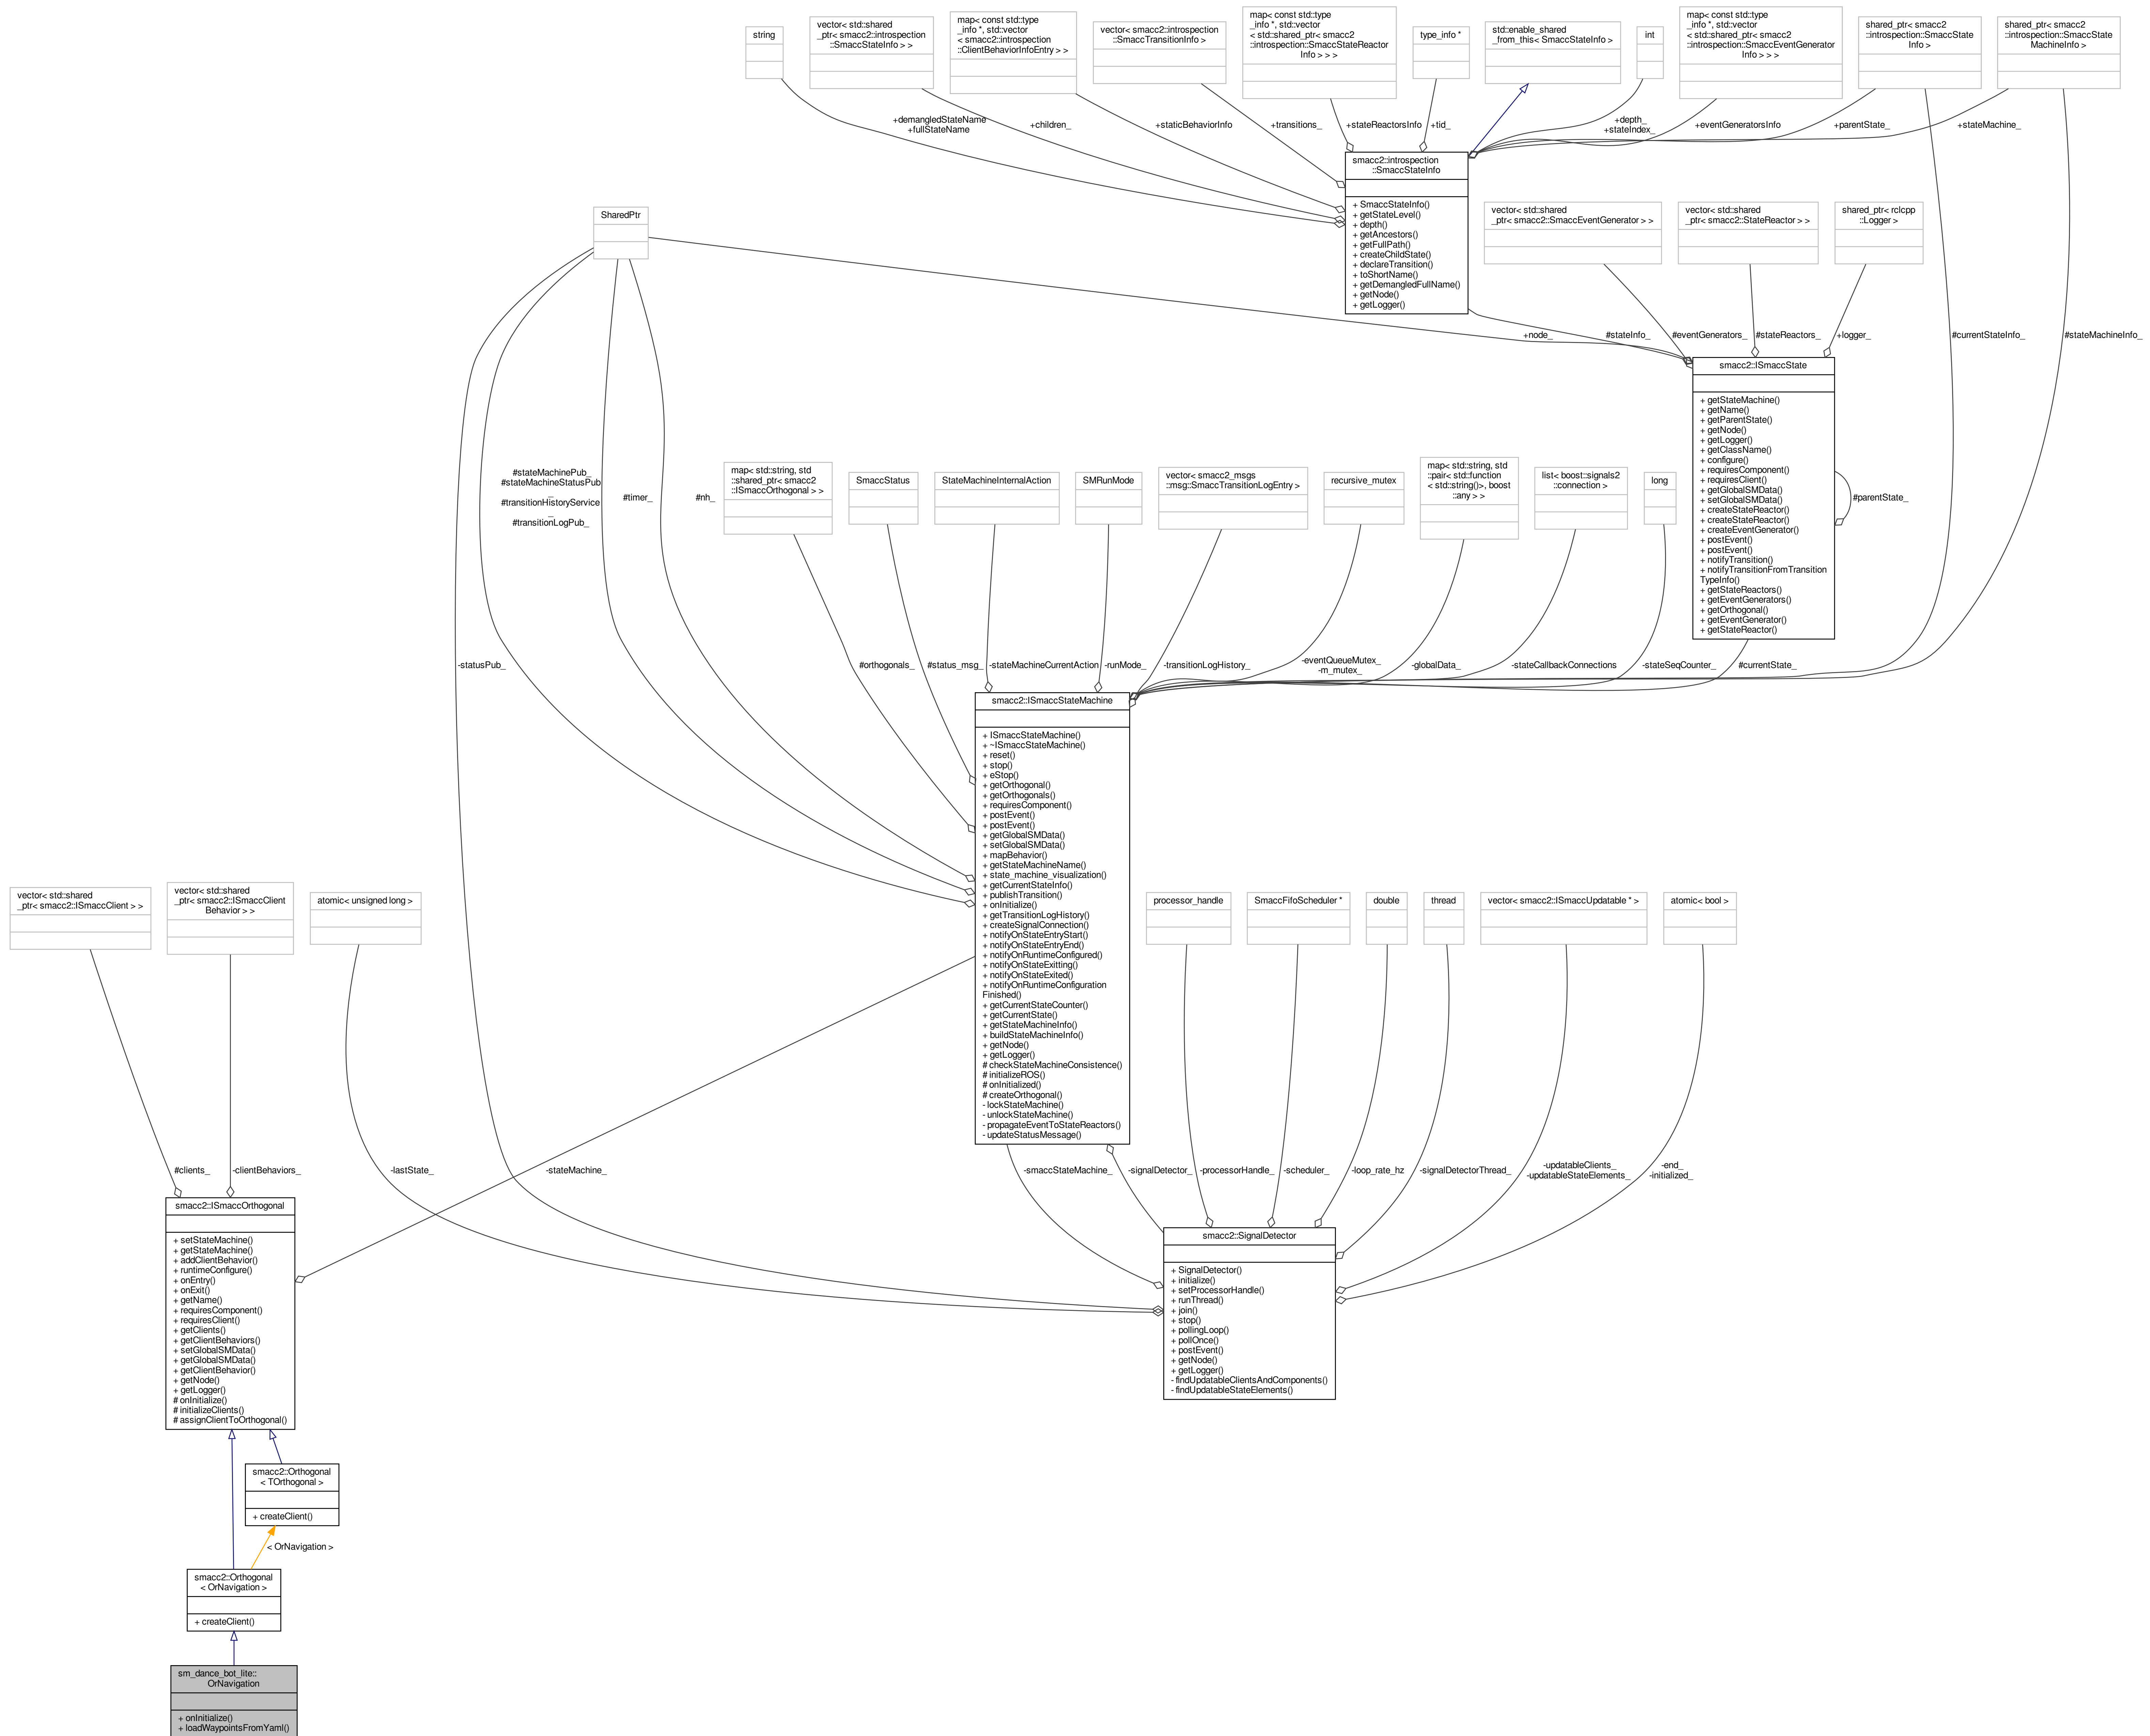 string
vector< std::shared
_ptr< smacc2::introspection
::SmaccStateInfo > >
map< const std::type
_info *, std::vector
< smacc2::introspection
::ClientBehaviorInfoEntry > >
vector< smacc2::introspection
::SmaccTransitionInfo >
map< const std::type
_info *, std::vector
< std::shared_ptr< smacc2
::introspection::SmaccStateReactor
Info > > >
type_info *
std::enable_shared
_from_this< SmaccStateInfo >
int
map< const std::type
_info *, std::vector
< std::shared_ptr< smacc2
::introspection::SmaccEventGenerator
Info > > >
shared_ptr< smacc2
::introspection::SmaccState
Info >
shared_ptr< smacc2
::introspection::SmaccState
MachineInfo >
+demangledStateName
+fullStateName
+children_
+staticBehaviorInfo
+transitions_
+stateReactorsInfo
+tid_
+depth_
+stateIndex_
+eventGeneratorsInfo
+parentState_
+stateMachine_
smacc2::introspection
::SmaccStateInfo
+ SmaccStateInfo()
+ getStateLevel()
+ depth()
+ getAncestors()
+ getFullPath()
+ createChildState()
+ declareTransition()
+ toShortName()
+ getDemangledFullName()
+ getNode()
+ getLogger()
SharedPtr
vector< std::shared
_ptr< smacc2::SmaccEventGenerator > >
vector< std::shared
_ptr< smacc2::StateReactor > >
shared_ptr< rclcpp
::Logger >
+node_
#stateInfo_
#eventGenerators_
#stateReactors_
+logger_
#currentStateInfo_
#stateMachineInfo_
smacc2::ISmaccState
+ getStateMachine()
+ getName()
+ getParentState()
+ getNode()
+ getLogger()
+ getClassName()
+ configure()
+ requiresComponent()
+ requiresClient()
+ getGlobalSMData()
+ setGlobalSMData()
+ createStateReactor()
+ createStateReactor()
+ createEventGenerator()
+ postEvent()
+ postEvent()
+ notifyTransition()
+ notifyTransitionFromTransition
TypeInfo()
+ getStateReactors()
+ getEventGenerators()
+ getOrthogonal()
+ getEventGenerator()
+ getStateReactor()
#parentState_
#stateMachinePub_
#stateMachineStatusPub
_
#transitionHistoryService
_
#transitionLogPub_
#timer_
#nh_
map< std::string, std
::shared_ptr< smacc2
::ISmaccOrthogonal > >
SmaccStatus
StateMachineInternalAction
SMRunMode
vector< smacc2_msgs
::msg::SmaccTransitionLogEntry >
recursive_mutex
map< std::string, std
::pair< std::function
< std::string()>, boost
::any > >
list< boost::signals2
::connection >
long
-statusPub_
#orthogonals_
#status_msg_
-stateMachineCurrentAction
-runMode_
-transitionLogHistory_
-eventQueueMutex_
-m_mutex_
-globalData_
-stateCallbackConnections
-stateSeqCounter_
#currentState_
smacc2::ISmaccStateMachine
+ ISmaccStateMachine()
+ ~ISmaccStateMachine()
+ reset()
+ stop()
+ eStop()
+ getOrthogonal()
+ getOrthogonals()
+ requiresComponent()
+ postEvent()
+ postEvent()
+ getGlobalSMData()
+ setGlobalSMData()
+ mapBehavior()
+ getStateMachineName()
+ state_machine_visualization()
+ getCurrentStateInfo()
+ publishTransition()
+ onInitialize()
+ getTransitionLogHistory()
+ createSignalConnection()
+ notifyOnStateEntryStart()
+ notifyOnStateEntryEnd()
+ notifyOnRuntimeConfigured()
+ notifyOnStateExitting()
+ notifyOnStateExited()
+ notifyOnRuntimeConfiguration
Finished()
+ getCurrentStateCounter()
+ getCurrentState()
+ getStateMachineInfo()
+ buildStateMachineInfo()
+ getNode()
+ getLogger()
# checkStateMachineConsistence()
# initializeROS()
# onInitialized()
# createOrthogonal()
- lockStateMachine()
- unlockStateMachine()
- propagateEventToStateReactors()
- updateStatusMessage()
vector< std::shared
_ptr< smacc2::ISmaccClient > >
vector< std::shared
_ptr< smacc2::ISmaccClient
Behavior > >
atomic< unsigned long >
processor_handle
SmaccFifoScheduler *
double
thread
vector< smacc2::ISmaccUpdatable * >
atomic< bool >
#clients_
-clientBehaviors_
-lastState_
-stateMachine_
-smaccStateMachine_
-signalDetector_
-processorHandle_
-scheduler_
-loop_rate_hz
-signalDetectorThread_
-updatableClients_
-updatableStateElements_
-end_
-initialized_
smacc2::ISmaccOrthogonal
+ setStateMachine()
+ getStateMachine()
+ addClientBehavior()
+ runtimeConfigure()
+ onEntry()
+ onExit()
+ getName()
+ requiresComponent()
+ requiresClient()
+ getClients()
+ getClientBehaviors()
+ setGlobalSMData()
+ getGlobalSMData()
+ getClientBehavior()
+ getNode()
+ getLogger()
# onInitialize()
# initializeClients()
# assignClientToOrthogonal()
smacc2::SignalDetector
+ SignalDetector()
+ initialize()
+ setProcessorHandle()
+ runThread()
+ join()
+ stop()
+ pollingLoop()
+ pollOnce()
+ postEvent()
+ getNode()
+ getLogger()
- findUpdatableClientsAndComponents()
- findUpdatableStateElements()
smacc2::Orthogonal
< TOrthogonal >
+ createClient()
< OrNavigation >
smacc2::Orthogonal
< OrNavigation >
+ createClient()
sm_dance_bot_lite::
OrNavigation
+ onInitialize()
+ loadWaypointsFromYaml()